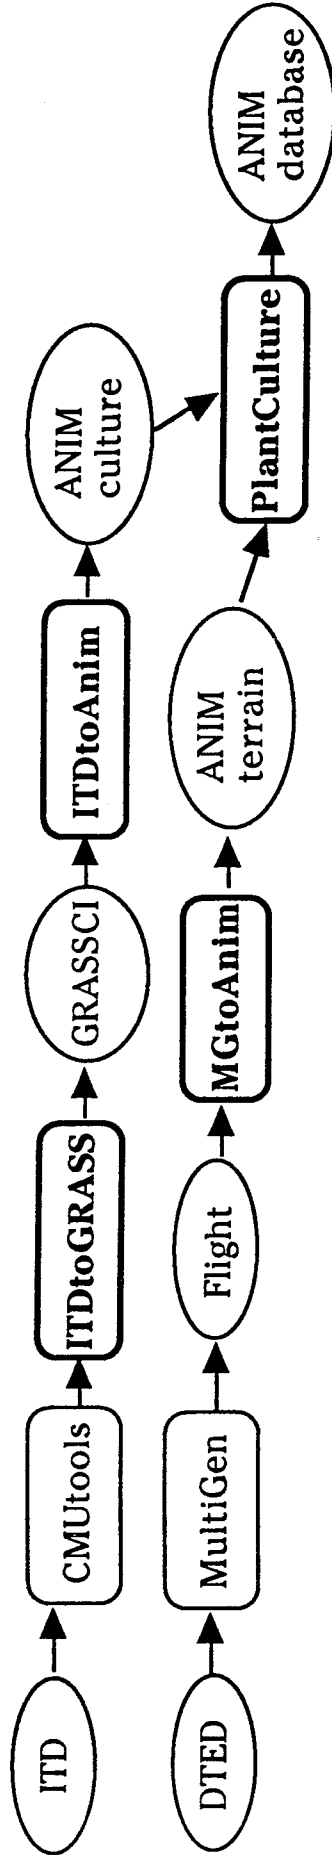 ITD
CMUtools
ITDtoGRASS
GRASSCI
ITDtoAnim
ANIM
culture
DTED
MultiGen
Flight
MGtoAnim
ANIM
terrain
PlantCulture
ANIM
database